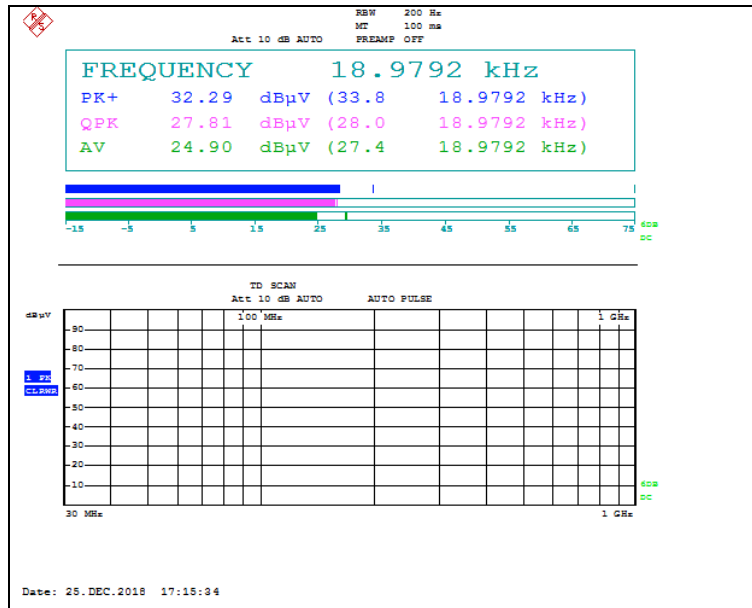 RBW 200 Hz
MT 100 ms
Att 10 dB AUTO PREAMP OFF
FREQUENCY 18.9792 kHz
PK+ 32.29 dBµV (33.8 18.9792 kHz)
QPK 27.81 dBµV (28.0 18.9792 kHz)
AV 24.90 dBµV (27.4 18.9792 kHz)
-15 -5 5 15 25 35 45 55 65 75
6DB
DC
TD SCAN
Att 10 dB AUTO AUTO PULSE
dBµV
100 MHz 1 GHz
90
80
70
1 PK
60
CLRWR
50
40
30
20
10
6DB
DC
30 MHz 1 GHz
Date: 25.DEC.2018 17:15:34